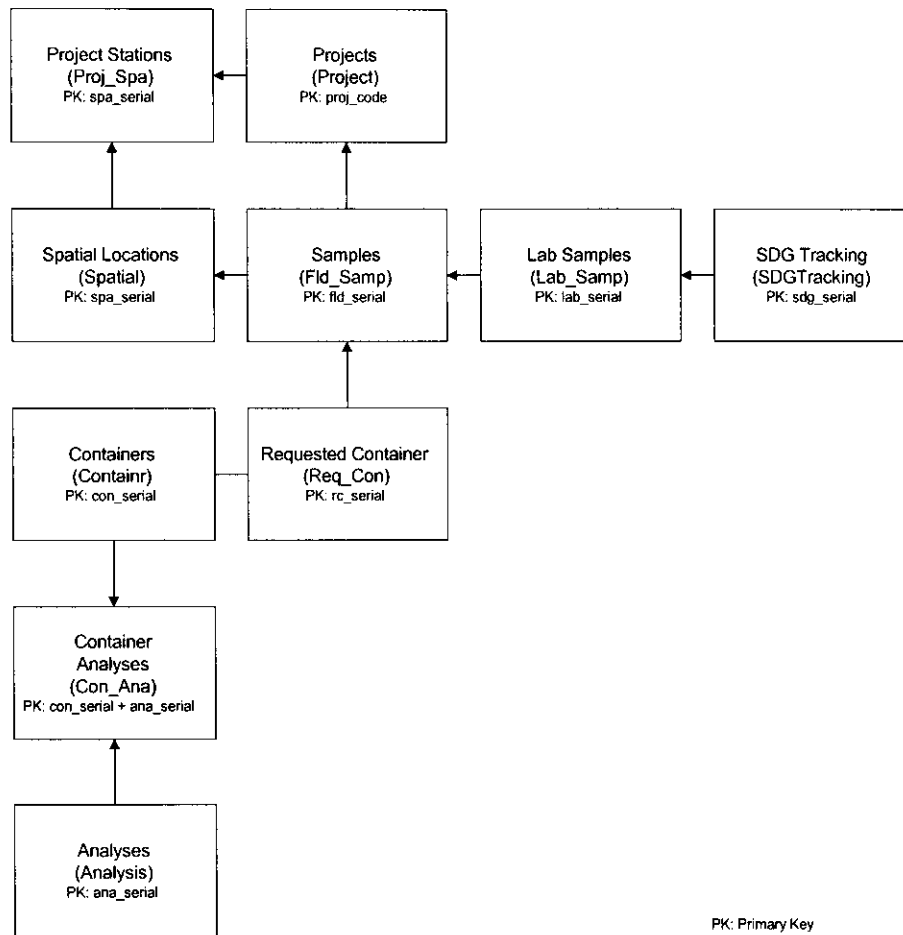 Project Stations
(Proj_Spa)
PK: spa_serial
Projects
(Project)
PK: proj_code
Spatial Locations
(Spatial)
PK: spa_serial
Samples
(Fld_Samp)
PK: fld_serial
Lab Samples
(Lab_Samp)
PK: lab_serial
SDG Tracking
(SDGTracking)
PK: sdg_serial
Containers
(Containr)
PK: con_serial
Requested Container
(Req_Con)
PK: rc_serial
Container
Analyses
(Con_Ana)
PK: con_serial + ana_serial
Analyses
(Analysis)
PK: ana_serial
PK: Primary Key